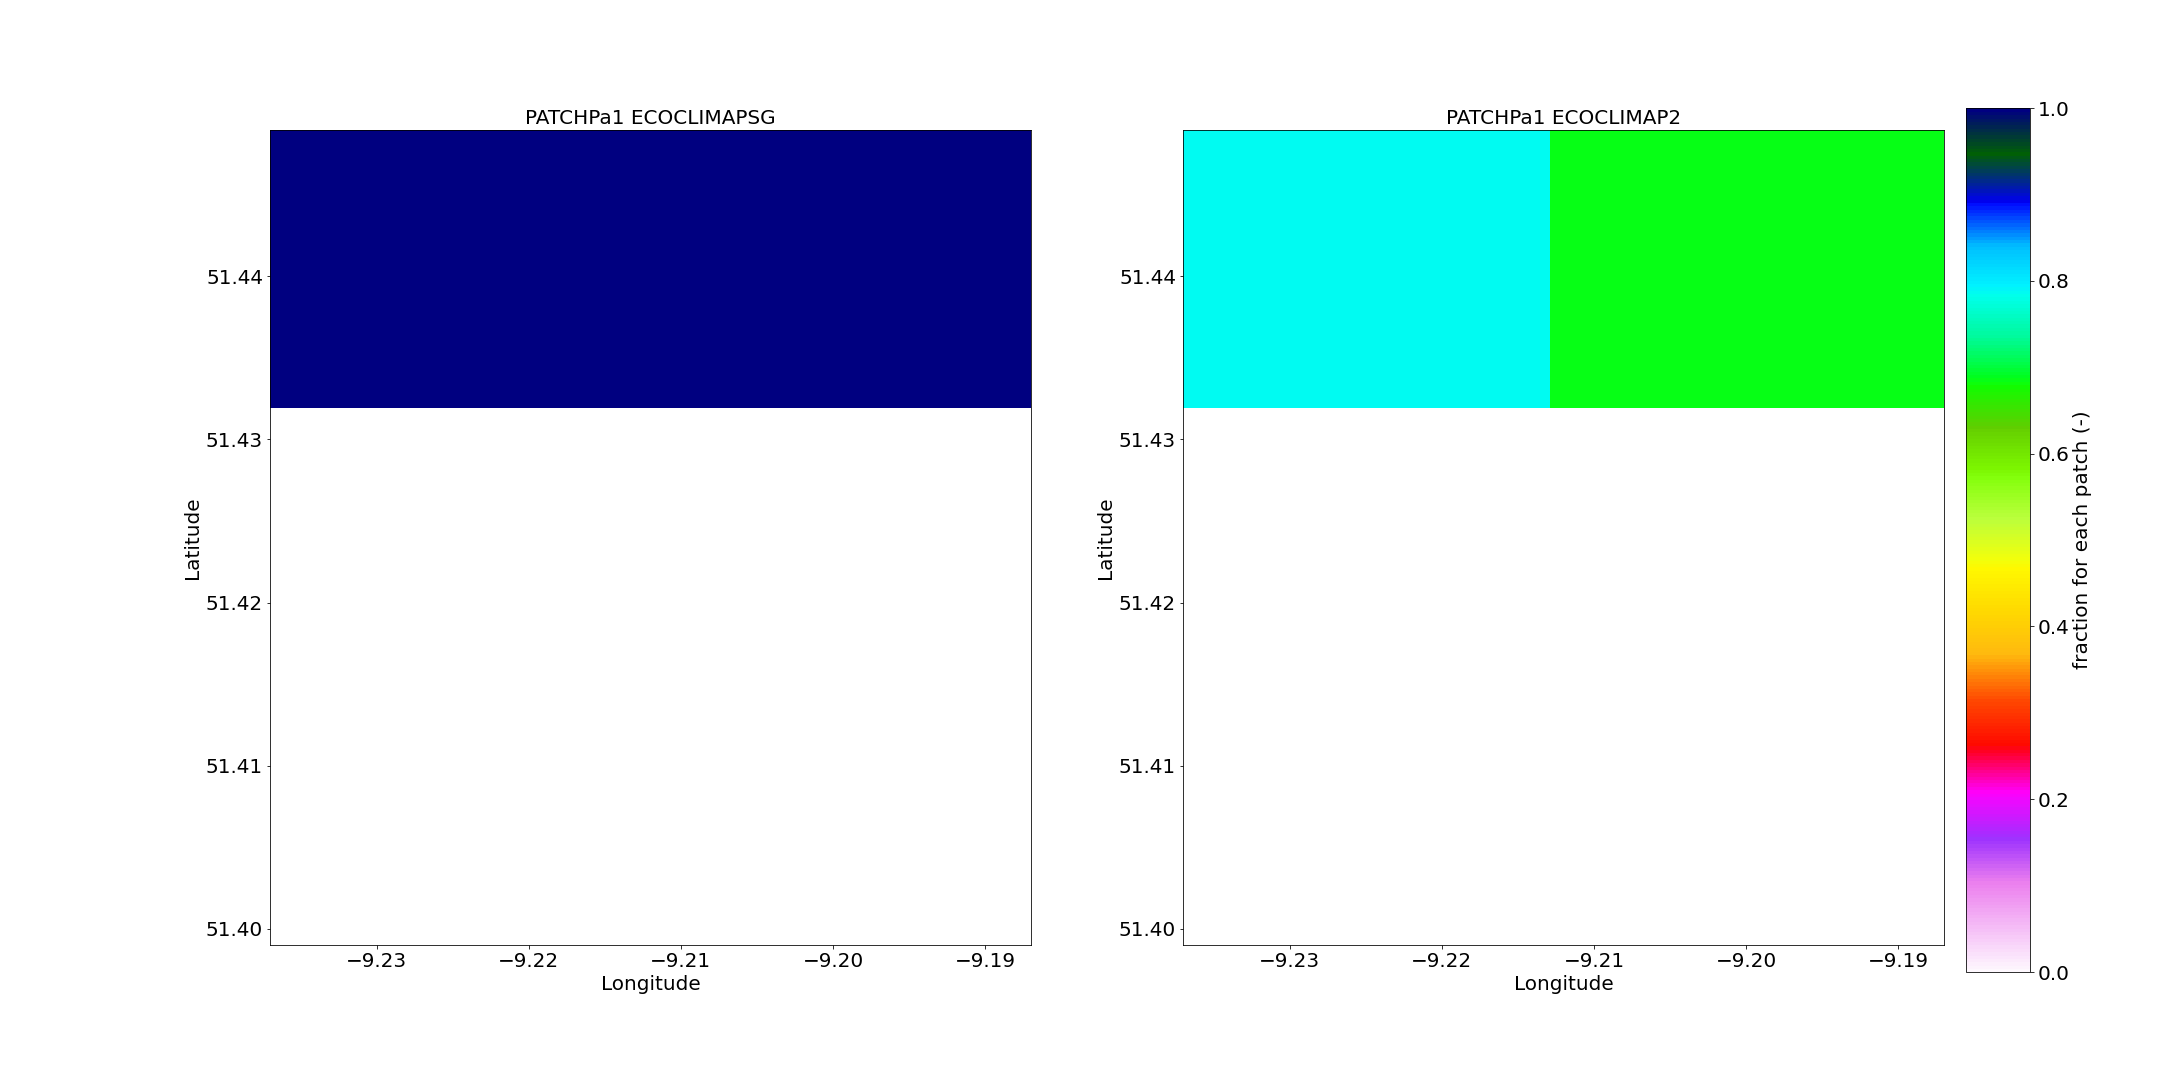 PATCHPa1 ECOCLIMAPSG
51.44
51.43
51.42
51.41
51.40
Latitude
−9.23 −9.22 −9.21 −9.20 −9.19
Longitude
PATCHPa1 ECOCLIMAP2
51.44
51.43
51.42
51.41
51.40
Latitude
−9.23 −9.22 −9.21 −9.20 −9.19
Longitude
1.0
0.8
0.6
0.4
0.2
0.0
fraction for each patch (-)